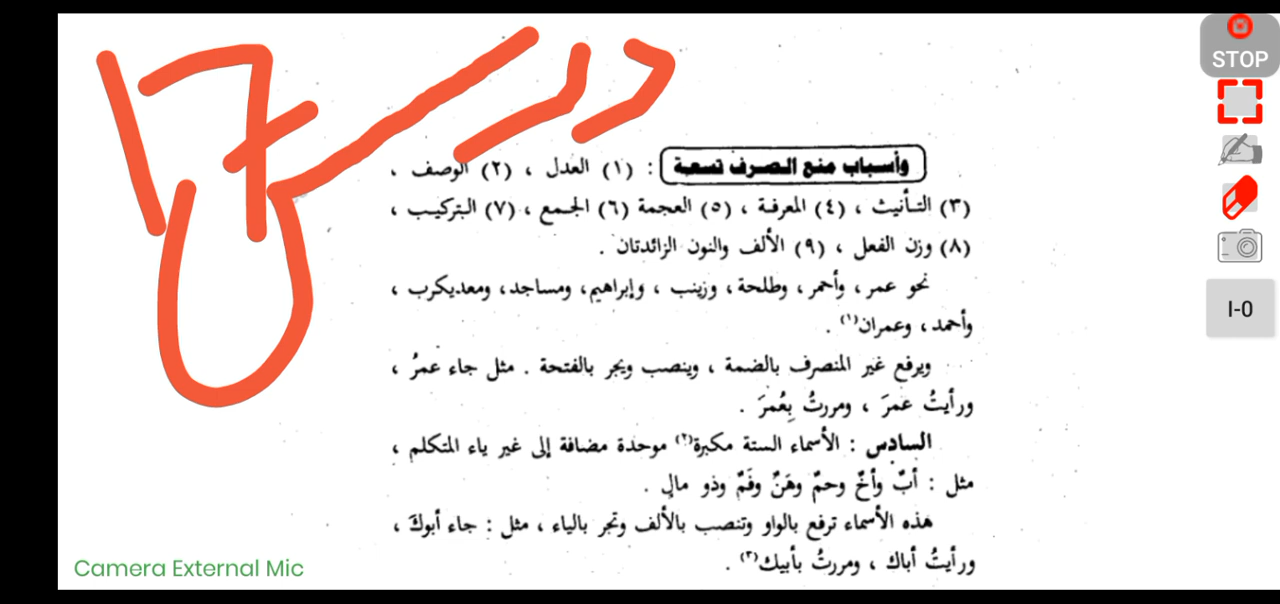 درس ١٦
وأسباب منع الصرف تسعة : (١) العدل ، (٢) الوصف ،
(٣) التأنيث ، (٤) المعرفة ، (٥) العجمة (٦) الجمع ، (٧) التركيب ،
(٨) وزن الفعل ، (٩) الألف والنون الزائدتان .
نحو عمر ، وأحمر ، وطلحة ، وزينب ، وإبراهيم ، ومساجد ، ومعديكرب ،
وأحمد ، وعمران(١) .
ويرفع غير المنصرف بالضمة ، وينصب ويجر بالفتحة . مثل جاء عمرُ ،
ورأيتُ عمرَ ، ومررتُ بِعُمرَ .
السادس : الأسماء الستة مكبرة(٢) موحدة مضافة إلى غير ياء المتكلم ،
مثل : أبٌ وأخٌ وحمٌ وهَنٌ وفَمٌ وذو مالٍ .
هذه الأسماء ترفع بالواو وتنصب بالألف وتجر بالياء ، مثل : جاء أبوكَ ،
ورأيتُ أباك ، ومررتُ بأبيك(٣) .
STOP
I-0
Camera External Mic